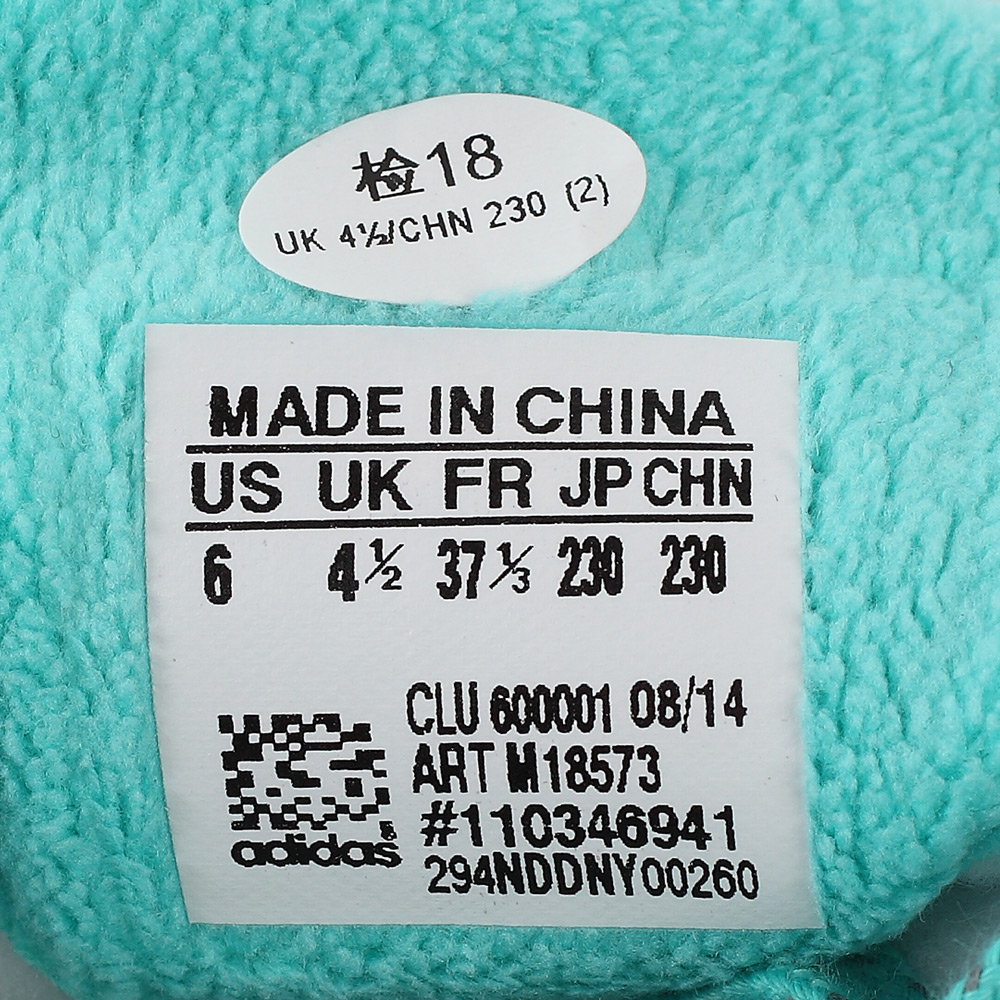 检18
UK 4½/CHN 230 (2)
MADE IN CHINA
US UK FR JP CHN
6 4½ 37⅓ 230 230
CLU 600001 08/14
ART M18573
#110346941
adidas®
294NDDNY00260